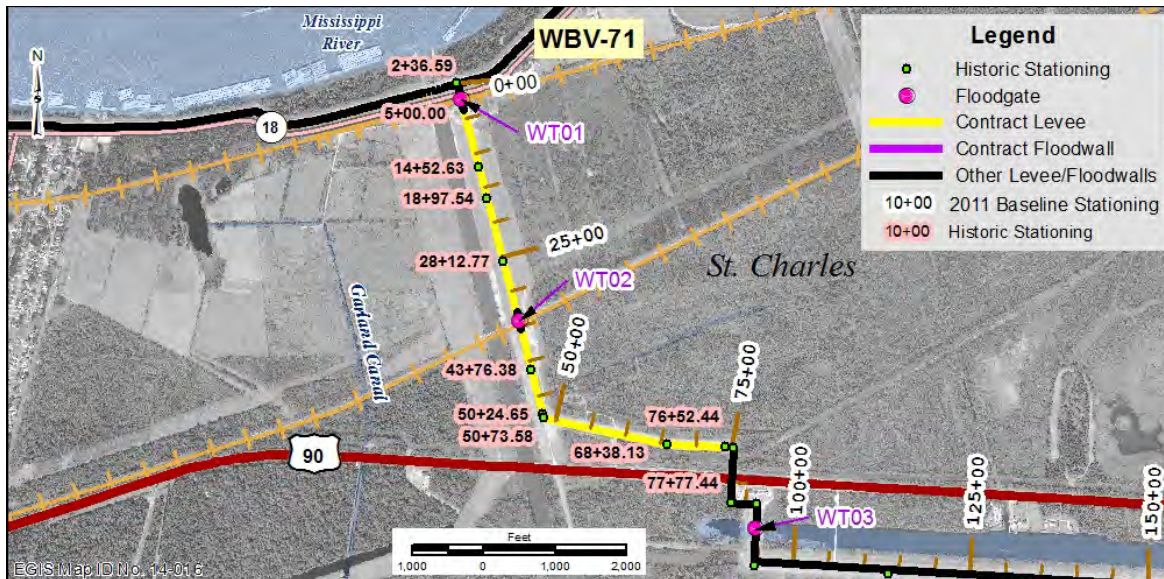 Mississippi
River
WBV-71
N
2+36.59
0+00
18
5+00.00
WT01
14+52.63
18+97.54
28+12.77
25+00
St. Charles
WT02
Garland Canal
43+76.38
50+00
50+24.65
50+73.58
76+52.44
75+00
68+38.13
90
77+77.44
100+00
125+00
150+00
WT03
Legend
Historic Stationing
Floodgate
Contract Levee
Contract Floodwall
Other Levee/Floodwalls
10+00 2011 Baseline Stationing
10+00 Historic Stationing
Feet
1,000 0 1,000 2,000
EGIS Map ID No. 14-016